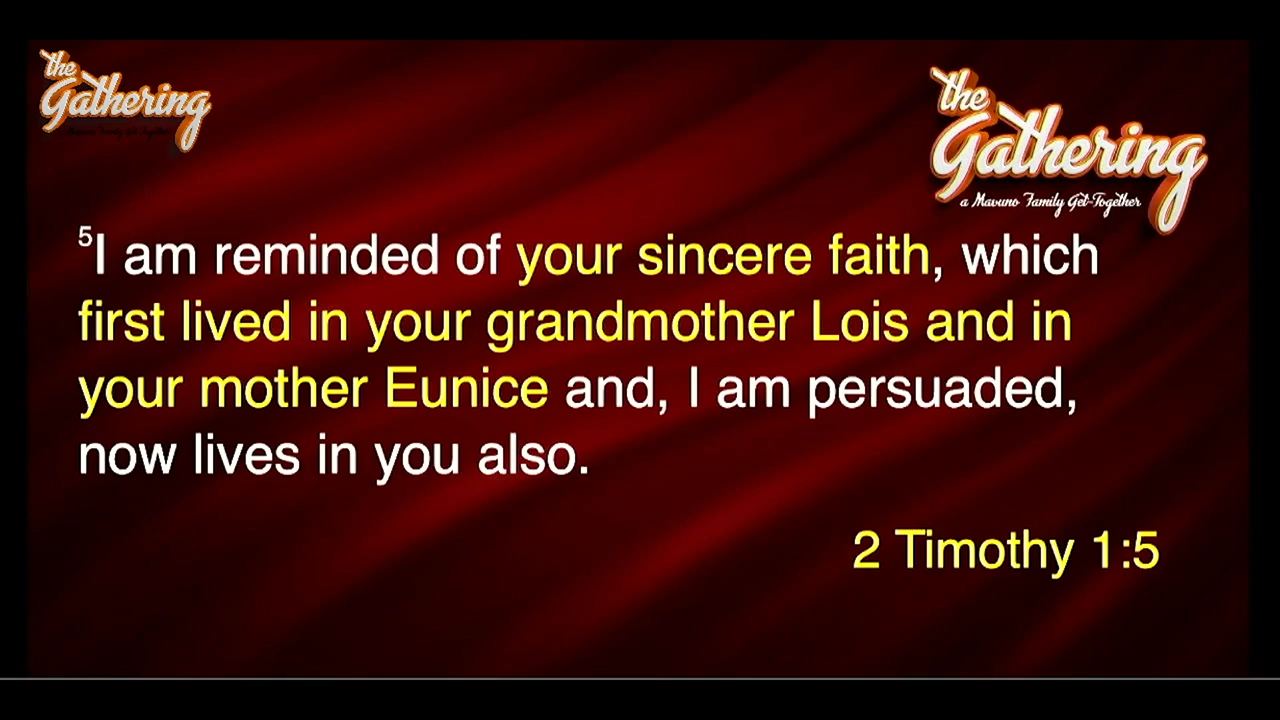 the
Gathering
the
Gathering
a Mavuno Family Get-Together
5I am reminded of your sincere faith, which
first lived in your grandmother Lois and in
your mother Eunice and, I am persuaded,
now lives in you also.
2 Timothy 1:5